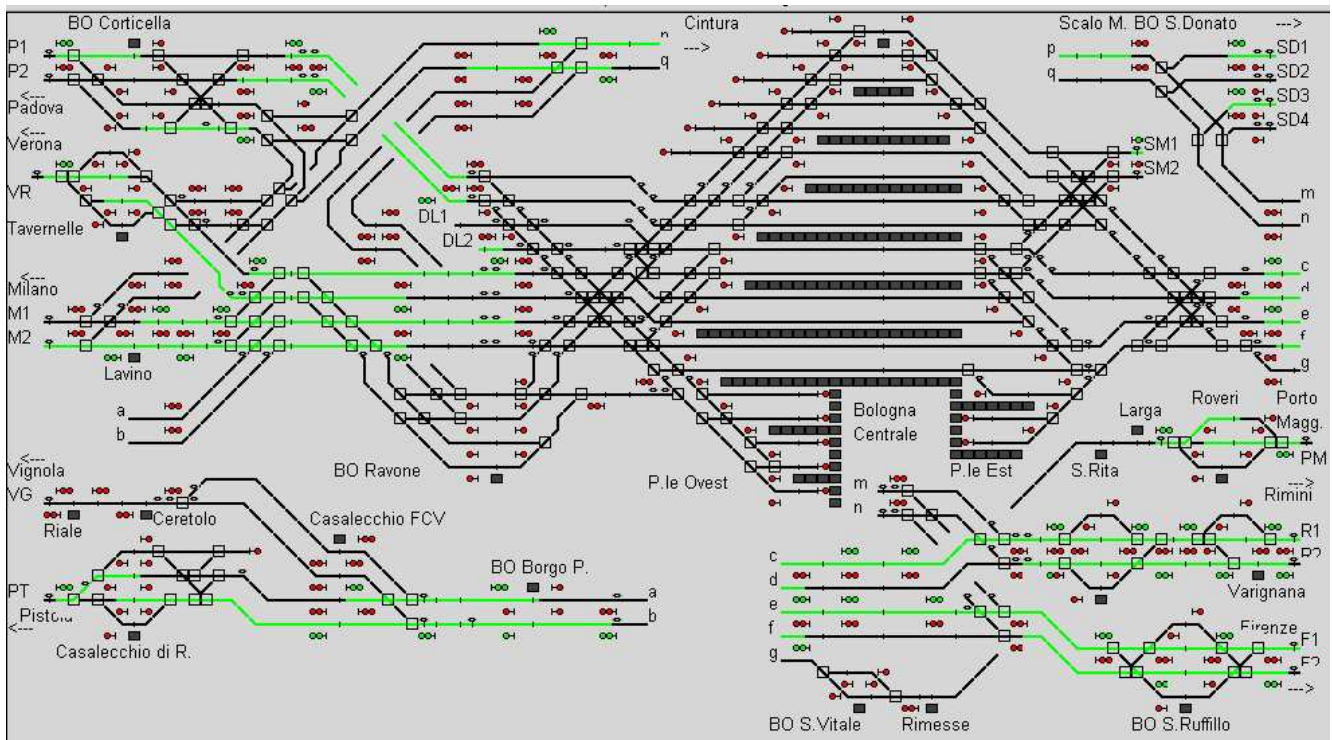 BO Corticella
Cintura
Scalo M. BO S.Donato --->
P1
n
--->
p
SD1
P2
q
q
SD2
<---
SD3
Padova
SD4
<---
Verona
SM1
SM2
VR
m
DL1
n
Tavernelle
DL2
<---
c
Milano
M1
e
M2
f
Lavino
g
a
Bologna
Larga
Roveri
Porto
b
Centrale
Magg.
<---
PM
Vignola
BO Ravone
P.le Ovest
P.le Est
S.Rita
--->
VG
m
Rimini
Riale
Ceretolo
Casalecchio FCV
n
R1
c
BO Borgo P.
d
PT
a
e
Varignana
b
f
Firenze
<---
F1
Casalecchio di R.
g
--->
BO S.Vitale
Rimesse
BO S.Ruffillo